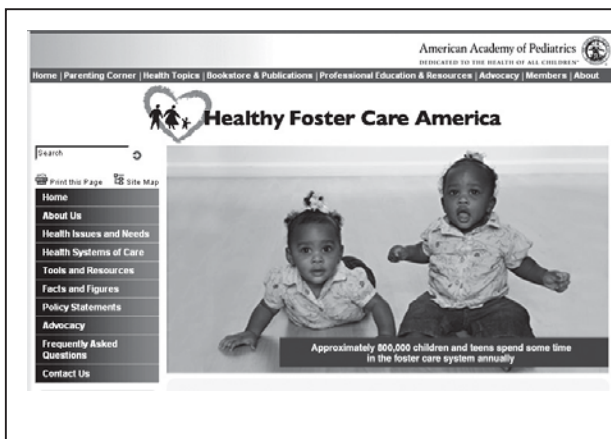 American Academy of Pediatrics
DEDICATED TO THE HEALTH OF ALL CHILDREN™
Home | Parenting Corner | Health Topics | Bookstore & Publications | Professional Education & Resources | Advocacy | Members | About
Healthy Foster Care America
Search
Print this Page Site Map
Home
About Us
Health Issues and Needs
Health Systems of Care
Tools and Resources
Facts and Figures
Policy Statements
Advocacy
Frequently Asked
Questions
Contact Us
Approximately 800,000 children and teens spend some time
in the foster care system annually